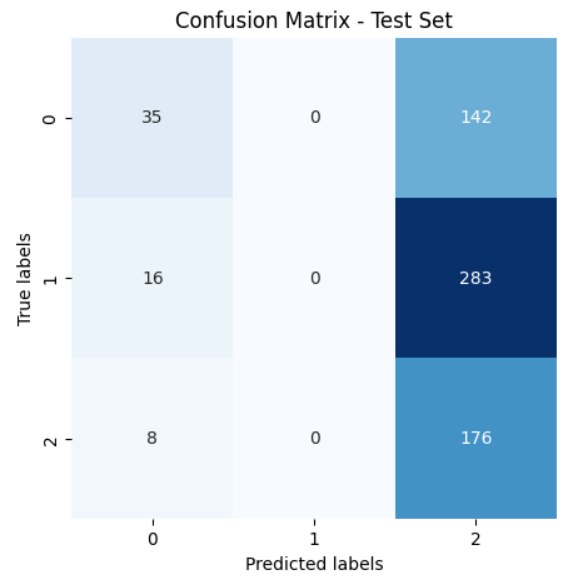 Confusion Matrix - Test Set
True labels
0 35 0 142
1 16 0 283
2 8 0 176
0 1 2
Predicted labels